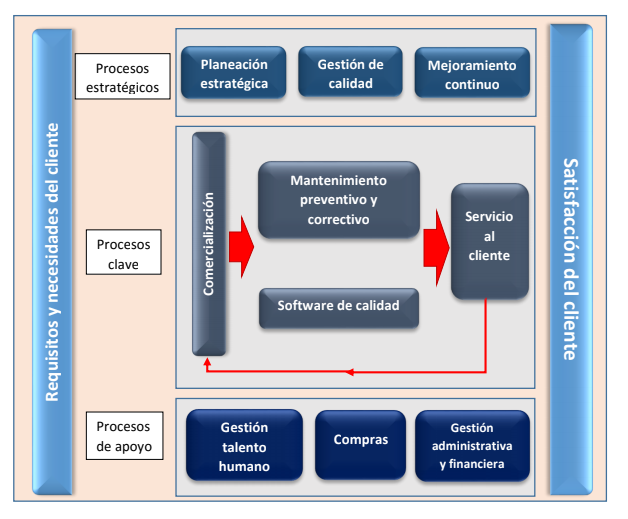 Requisitos y necesidades del cliente
Procesos
estratégicos
Planeación
estratégica
Gestión de
calidad
Mejoramiento
continuo
Procesos
clave
Comercialización
Mantenimiento
preventivo y
correctivo
Software de calidad
Servicio
al
cliente
Procesos
de apoyo
Gestión
talento
humano
Compras
Gestión
administrativa
y financiera
Satisfacción del cliente